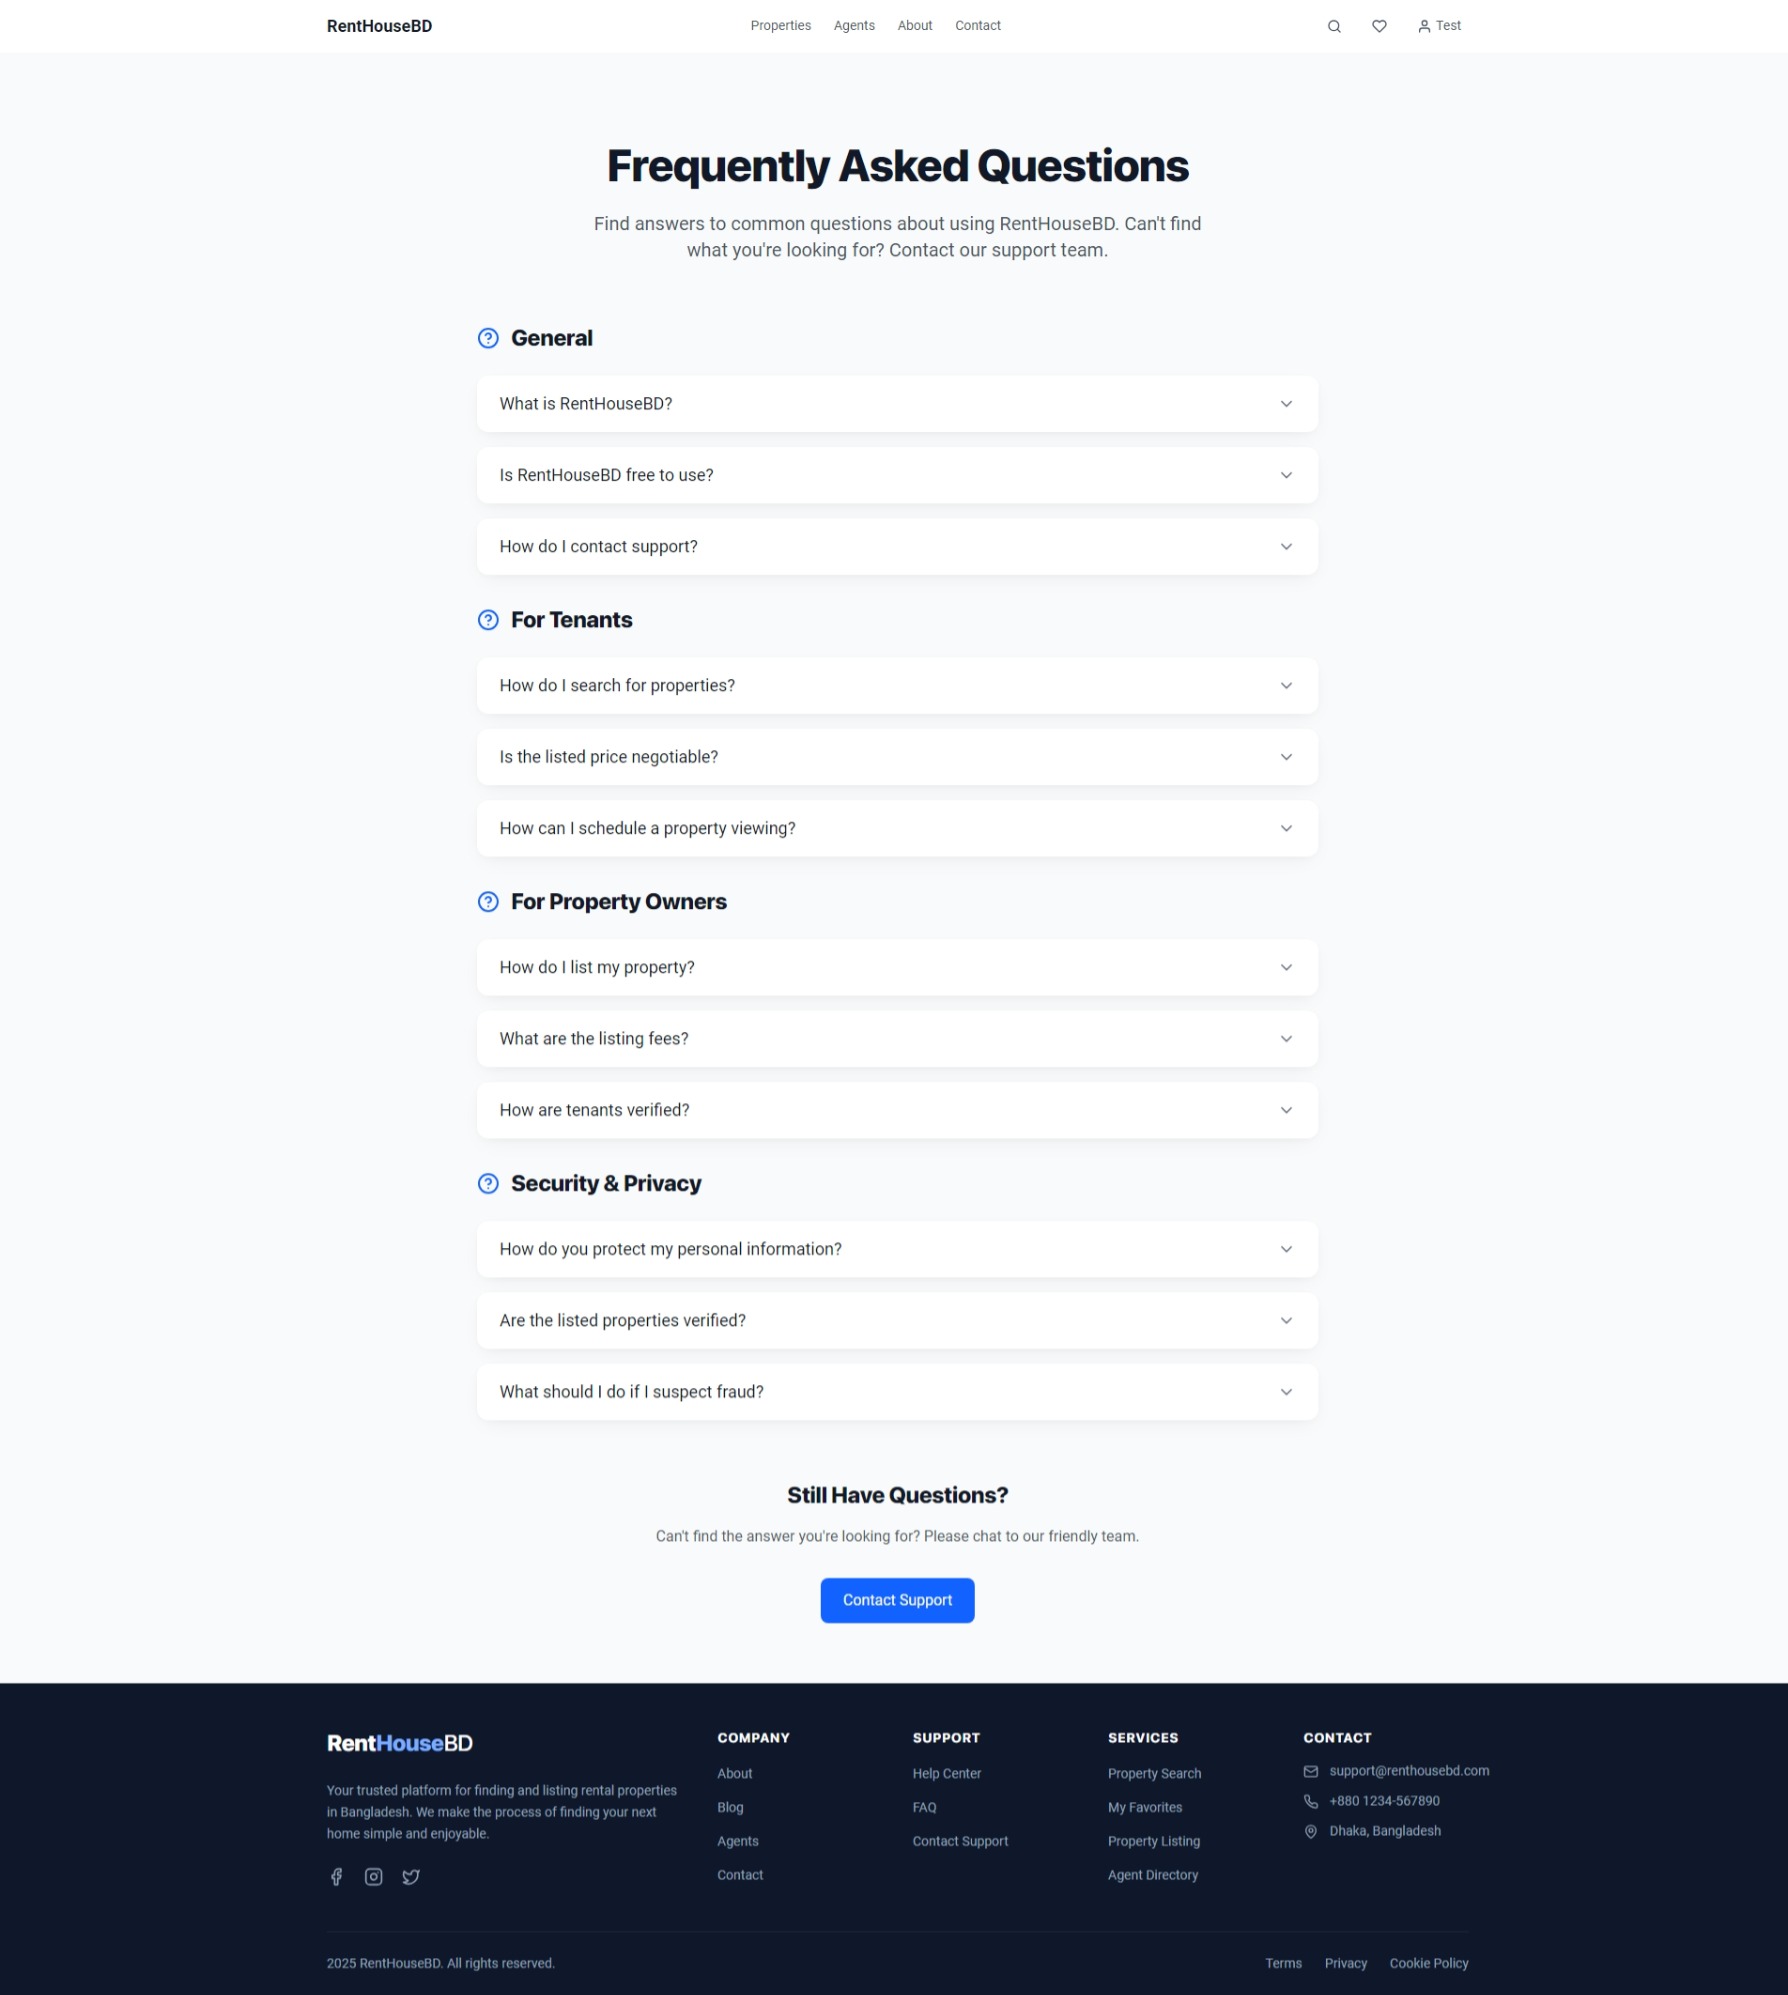 RentHouseBD
Properties
Agents
About
Contact
Test
Frequently Asked Questions
Find answers to common questions about using RentHouseBD. Can't find
what you're looking for? Contact our support team.
General
What is RentHouseBD?
Is RentHouseBD free to use?
How do I contact support?
For Tenants
How do I search for properties?
Is the listed price negotiable?
How can I schedule a property viewing?
For Property Owners
How do I list my property?
What are the listing fees?
How are tenants verified?
Security & Privacy
How do you protect my personal information?
Are the listed properties verified?
What should I do if I suspect fraud?
Still Have Questions?
Can't find the answer you're looking for? Please chat to our friendly team.
Contact Support
RentHouseBD
Your trusted platform for finding and listing rental properties
in Bangladesh. We make the process of finding your next
home simple and enjoyable.
COMPANY
About
Blog
Agents
Contact
SUPPORT
Help Center
FAQ
Contact Support
SERVICES
Property Search
My Favorites
Property Listing
Agent Directory
CONTACT
support@renthousebd.com
+880 1234-567890
Dhaka, Bangladesh
2025 RentHouseBD. All rights reserved.
Terms
Privacy
Cookie Policy